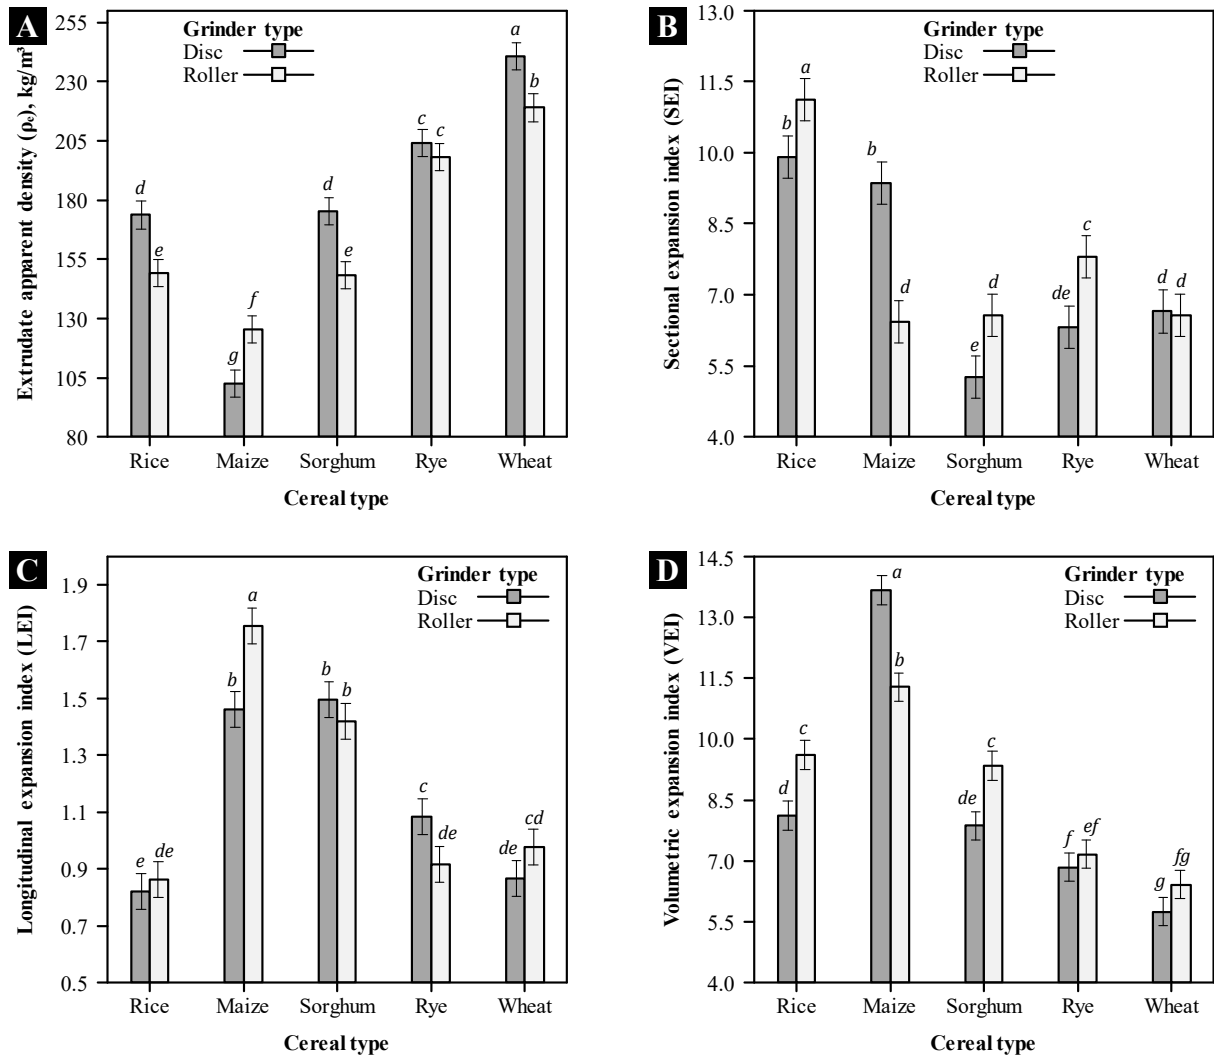 A
Extrudate apparent density (ρₑ), kg/m³
255
230
205
180
155
130
105
80
Grinder type
Disc
Roller
d
e
g
f
d
e
c
c
a
b
Rice
Maize
Sorghum
Rye
Wheat
Cereal type
B
Sectional expansion index (SEI)
13.0
11.5
10.0
8.5
7.0
5.5
4.0
Grinder type
Disc
Roller
b
a
b
d
e
d
de
c
d
d
Rice
Maize
Sorghum
Rye
Wheat
Cereal type
C
Longitudinal expansion index (LEI)
1.9
1.7
1.5
1.3
1.1
0.9
0.7
0.5
Grinder type
Disc
Roller
e
de
b
a
b
b
c
de
de
cd
Rice
Maize
Sorghum
Rye
Wheat
Cereal type
D
Volumetric expansion index (VEI)
14.5
13.0
11.5
10.0
8.5
7.0
5.5
4.0
Grinder type
Disc
Roller
d
c
a
b
de
c
f
ef
g
fg
Rice
Maize
Sorghum
Rye
Wheat
Cereal type